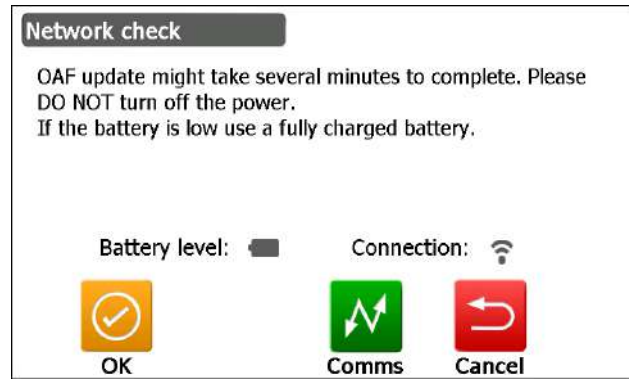 Network check
OAF update might take several minutes to complete. Please
DO NOT turn off the power.
If the battery is low use a fully charged battery.
Battery level: Connection:
OK Comms Cancel